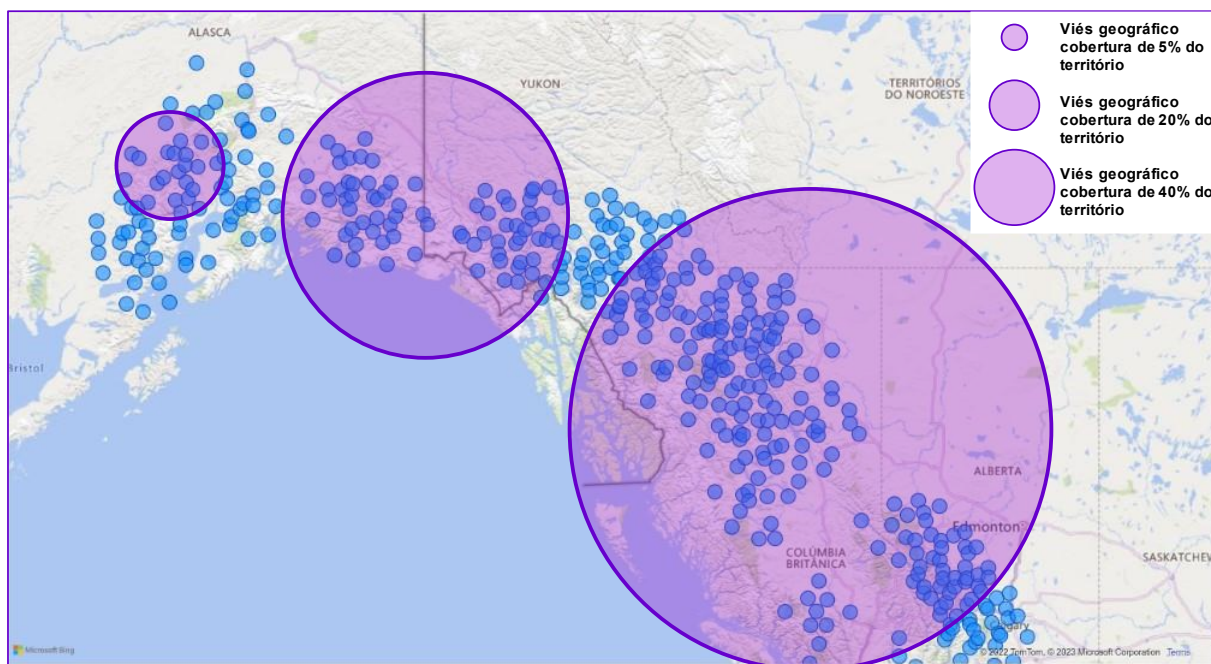 ALASCA
YUKON
TERRITÓRIOS
DO NOROESTE
Viés geográfico
cobertura de 5% do
território
Viés geográfico
cobertura de 20% do
território
Viés geográfico
cobertura de 40% do
território
Bristol
ALBERTA
Edmonton
COLÚMBIA
BRITÂNICA
SASKATCHEW
Calgary
Microsoft Bing
© 2022 TomTom, © 2023 Microsoft Corporation Terms